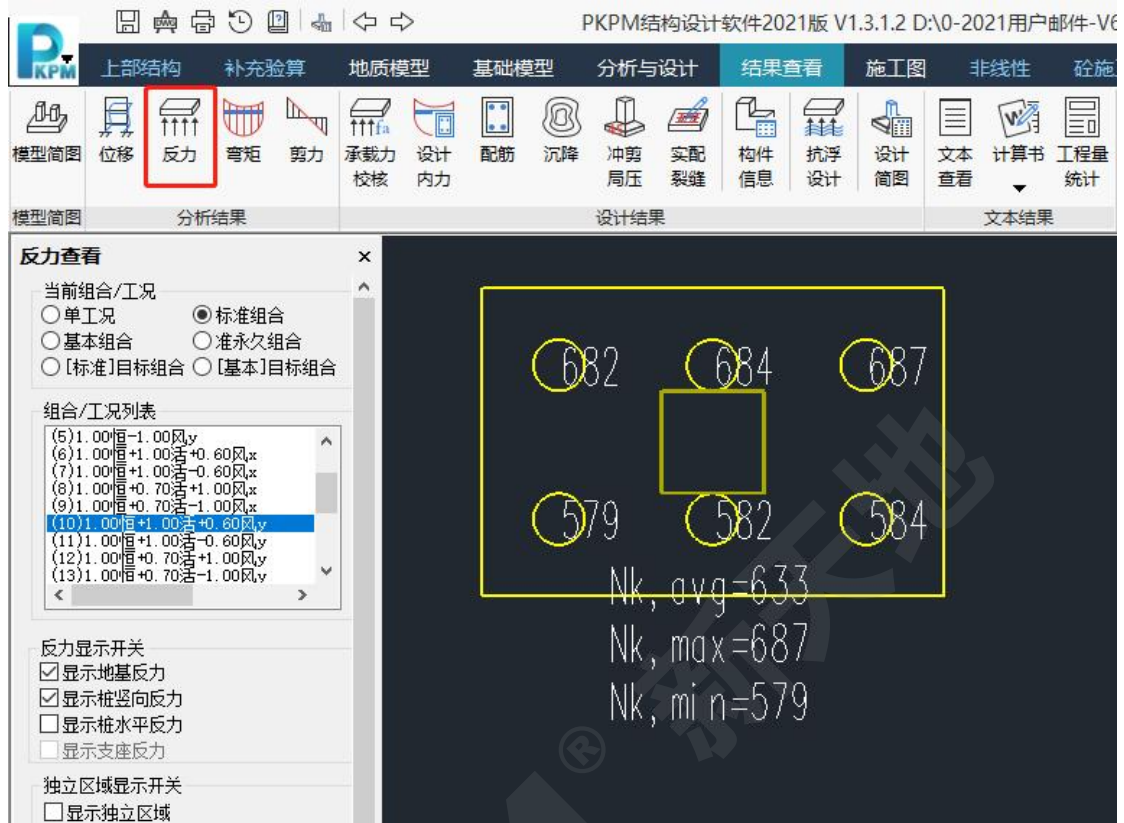 PKPM结构设计软件2021版 V1.3.1.2 D:\0-2021用户邮件-V6
KPM 上部结构 补充验算 地质模型 基础模型 分析与设计 结果查看 施工图 非线性 砼施
模型简图 位移 反力 弯矩 剪力 承载力校核 设计内力 配筋 沉降 冲剪局压 实配裂缝 构件信息 抗浮设计 设计简图 文本查看 计算书 工程量统计
模型简图 分析结果 设计结果 文本结果
反力查看 ×
当前组合/工况
单工况 标准组合
基本组合 准永久组合
[标准]目标组合 [基本]目标组合
组合/工况列表
(5)1.00恒-1.00风y
(6)1.00恒+1.00活+0.60风x
(7)1.00恒+1.00活-0.60风x
(8)1.00恒+0.70活+1.00风x
(9)1.00恒+0.70活-1.00风x
(10)1.00恒+1.00活+0.60风y
(11)1.00恒+1.00活-0.60风y
(12)1.00恒+0.70活+1.00风y
(13)1.00恒+0.70活-1.00风y
反力显示开关
显示地基反力
显示桩竖向反力
显示桩水平反力
显示支座反力
独立区域显示开关
显示独立区域
682 684 687
579 582 584
Nk, avg=633
Nk, max=687
Nk, min=579
新天地
®